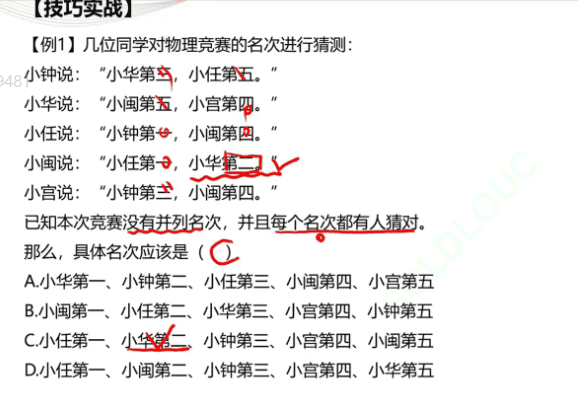 【技巧实战】
【例1】几位同学对物理竞赛的名次进行猜测：
9481
小钟说：“小华第三，小任第五。”
小华说：“小闽第五，小宫第四。”
小任说：“小钟第一，小闽第四。”
小闽说：“小任第一，小华第二。”
小宫说：“小钟第三，小闽第四。”
已知本次竞赛没有并列名次，并且每个名次都有人猜对。
那么，具体名次应该是（ C ）
A.小华第一、小钟第二、小任第三、小闽第四、小宫第五
B.小闽第一、小任第二、小华第三、小宫第四、小钟第五
C.小任第一、小华第二、小钟第三、小宫第四、小闽第五
D.小任第一、小闽第二、小钟第三、小宫第四、小华第五